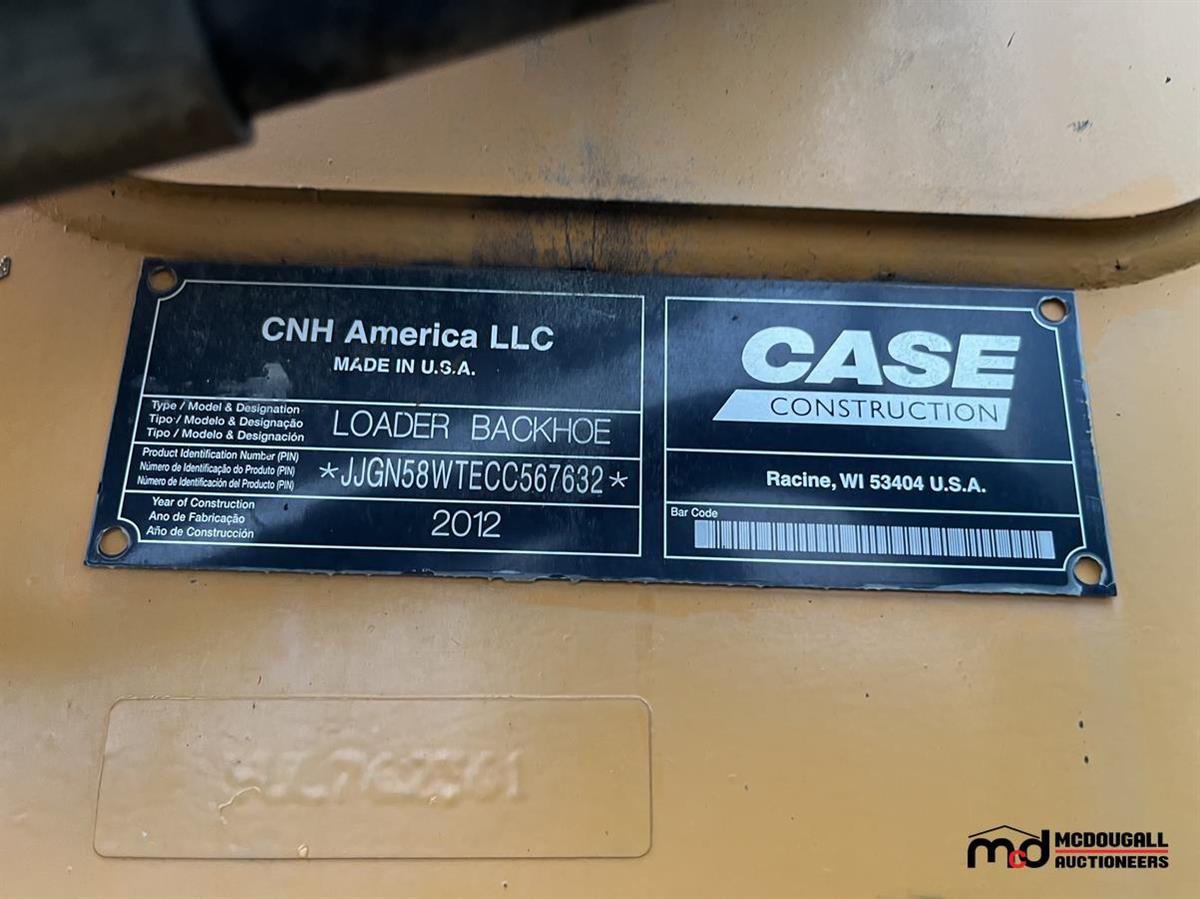 CNH America LLC
MADE IN U.S.A.
Type / Model & Designation
Tipo / Modelo & Designação
Tipo / Modelo & Designación
LOADER BACKHOE
Product Identification Number (PIN)
Número de Identificação do Produto (PIN)
Número de Identificación del Producto (PIN)
*JJGN58WTECC567632*
Year of Construction
Ano de Fabricação
Año de Construcción
2012
CASE
CONSTRUCTION
Racine, WI 53404 U.S.A.
Bar Code
mcd MCDOUGALL
AUCTIONEERS